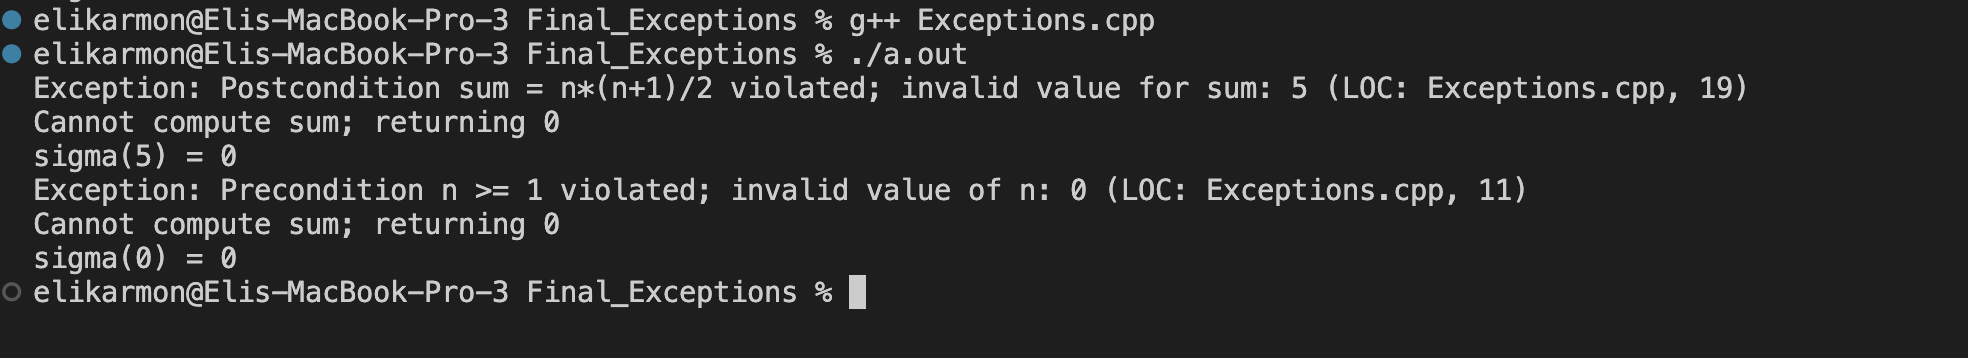 elikarmon@Elis-MacBook-Pro-3 Final_Exceptions % g++ Exceptions.cpp
elikarmon@Elis-MacBook-Pro-3 Final_Exceptions % ./a.out
Exception: Postcondition sum = n*(n+1)/2 violated; invalid value for sum: 5 (LOC: Exceptions.cpp, 19)
Cannot compute sum; returning 0
sigma(5) = 0
Exception: Precondition n >= 1 violated; invalid value of n: 0 (LOC: Exceptions.cpp, 11)
Cannot compute sum; returning 0
sigma(0) = 0
elikarmon@Elis-MacBook-Pro-3 Final_Exceptions %